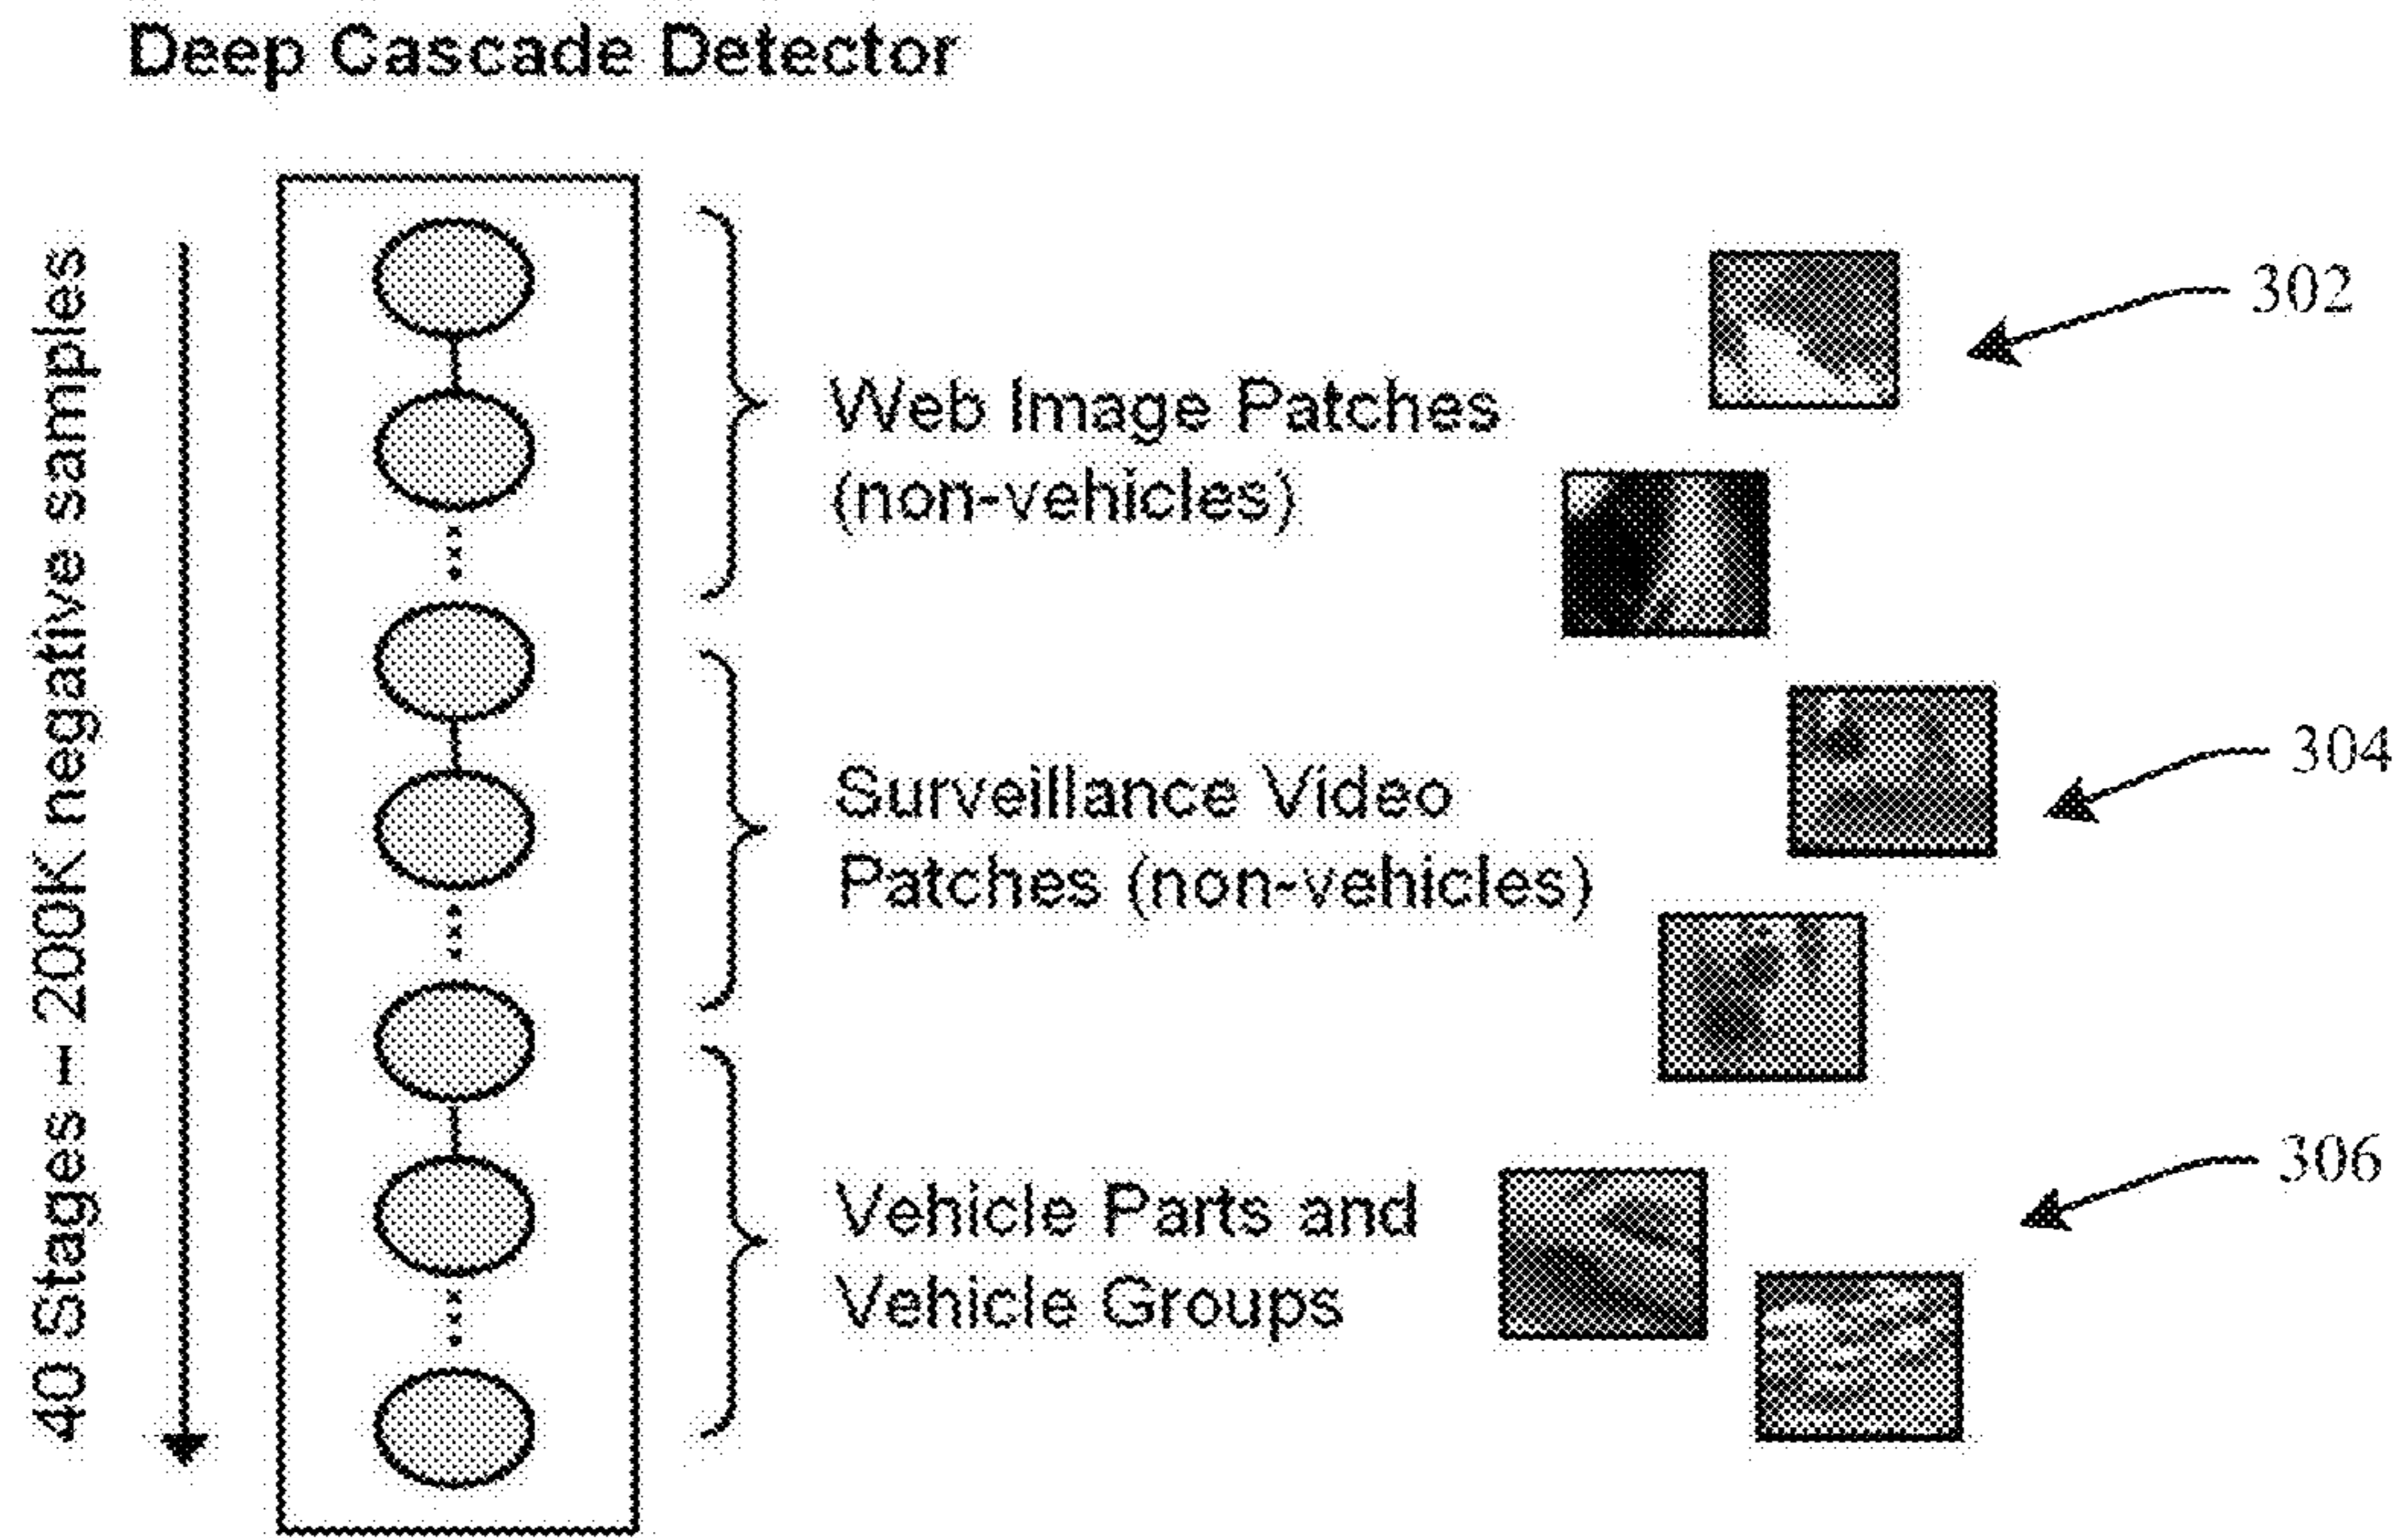 Deep Cascade Detector
40 Stages – 200K negative samples
Web Image Patches
(non-vehicles)
302
Surveillance Video
Patches (non-vehicles)
304
Vehicle Parts and
Vehicle Groups
306